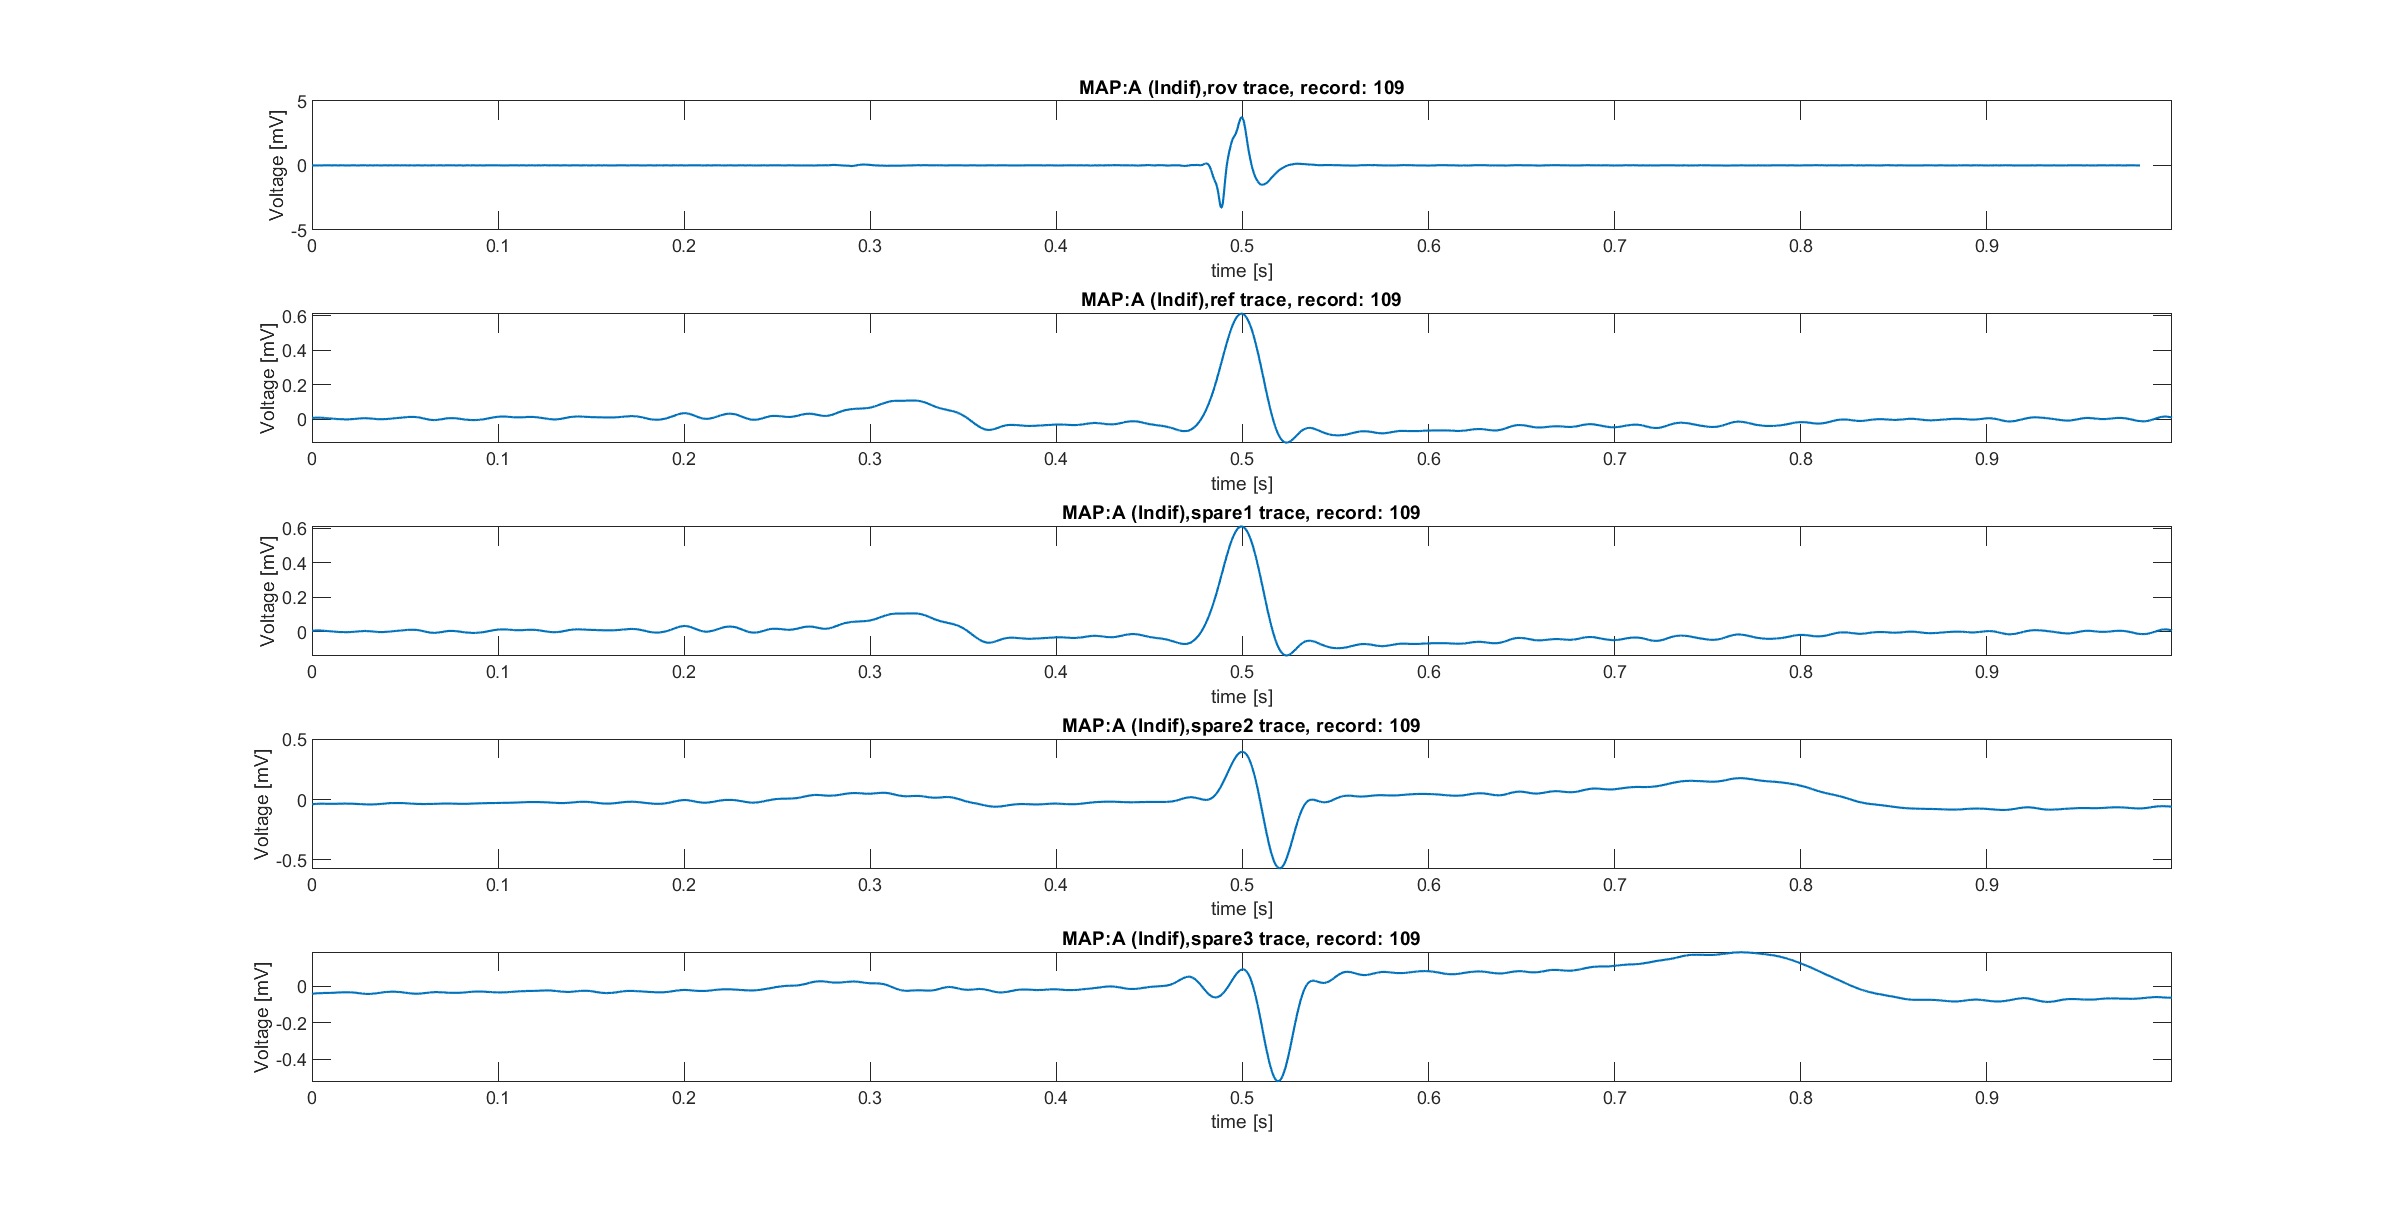 MAP:A (Indif),rov trace, record: 109
Voltage [mV]
5
0
-5
0 0.1 0.2 0.3 0.4 0.5 0.6 0.7 0.8 0.9
time [s]
MAP:A (Indif),ref trace, record: 109
Voltage [mV]
0.6
0.4
0.2
0
0 0.1 0.2 0.3 0.4 0.5 0.6 0.7 0.8 0.9
time [s]
MAP:A (Indif),spare1 trace, record: 109
Voltage [mV]
0.6
0.4
0.2
0
0 0.1 0.2 0.3 0.4 0.5 0.6 0.7 0.8 0.9
time [s]
MAP:A (Indif),spare2 trace, record: 109
Voltage [mV]
0.5
0
-0.5
0 0.1 0.2 0.3 0.4 0.5 0.6 0.7 0.8 0.9
time [s]
MAP:A (Indif),spare3 trace, record: 109
Voltage [mV]
0
-0.2
-0.4
0 0.1 0.2 0.3 0.4 0.5 0.6 0.7 0.8 0.9
time [s]